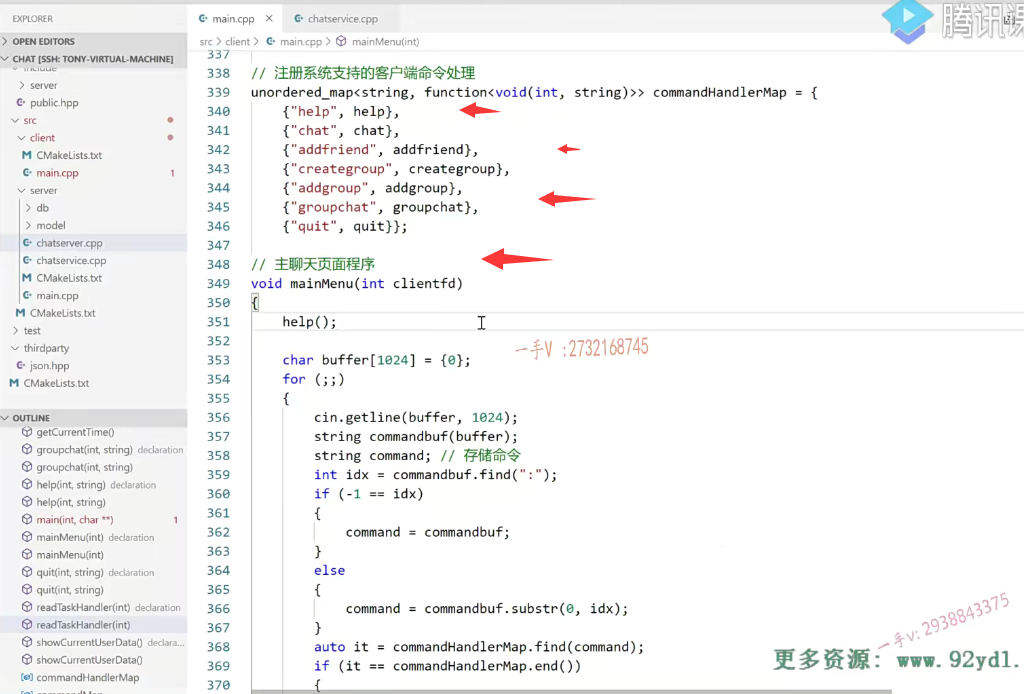 EXPLORER
OPEN EDITORS
CHAT [SSH: TONY-VIRTUAL-MACHINE]
include
server
public.hpp
src
client
CMakeLists.txt
main.cpp 1
server
db
model
chatserver.cpp
chatservice.cpp
CMakeLists.txt
main.cpp
CMakeLists.txt
test
thirdparty
json.hpp
CMakeLists.txt
OUTLINE
getCurrentTime()
groupchat(int, string) declaration
groupchat(int, string)
help(int, string) declaration
help(int, string)
main(int, char **) 1
mainMenu(int) declaration
mainMenu(int)
quit(int, string) declaration
quit(int, string)
readTaskHandler(int) declaration
readTaskHandler(int)
showCurrentUserData() declara...
showCurrentUserData()
commandHandlerMap
commandMap
main.cpp × chatservice.cpp
src > client > main.cpp > mainMenu(int)
337
338 // 注册系统支持的客户端命令处理
339 unordered_map<string, function<void(int, string)>> commandHandlerMap = {
340 {"help", help},
341 {"chat", chat},
342 {"addfriend", addfriend},
343 {"creategroup", creategroup},
344 {"addgroup", addgroup},
345 {"groupchat", groupchat},
346 {"quit", quit}};
347
348 // 主聊天页面程序
349 void mainMenu(int clientfd)
350 {
351 help();
352
353 char buffer[1024] = {0};
354 for (;;)
355 {
356 cin.getline(buffer, 1024);
357 string commandbuf(buffer);
358 string command; // 存储命令
359 int idx = commandbuf.find(":");
360 if (-1 == idx)
361 {
362 command = commandbuf;
363 }
364 else
365 {
366 command = commandbuf.substr(0, idx);
367 }
368 auto it = commandHandlerMap.find(command);
369 if (it == commandHandlerMap.end())
370 {
腾讯课
一手V :2732168745
一手v: 2938843375
更多资源: www.92yd1.